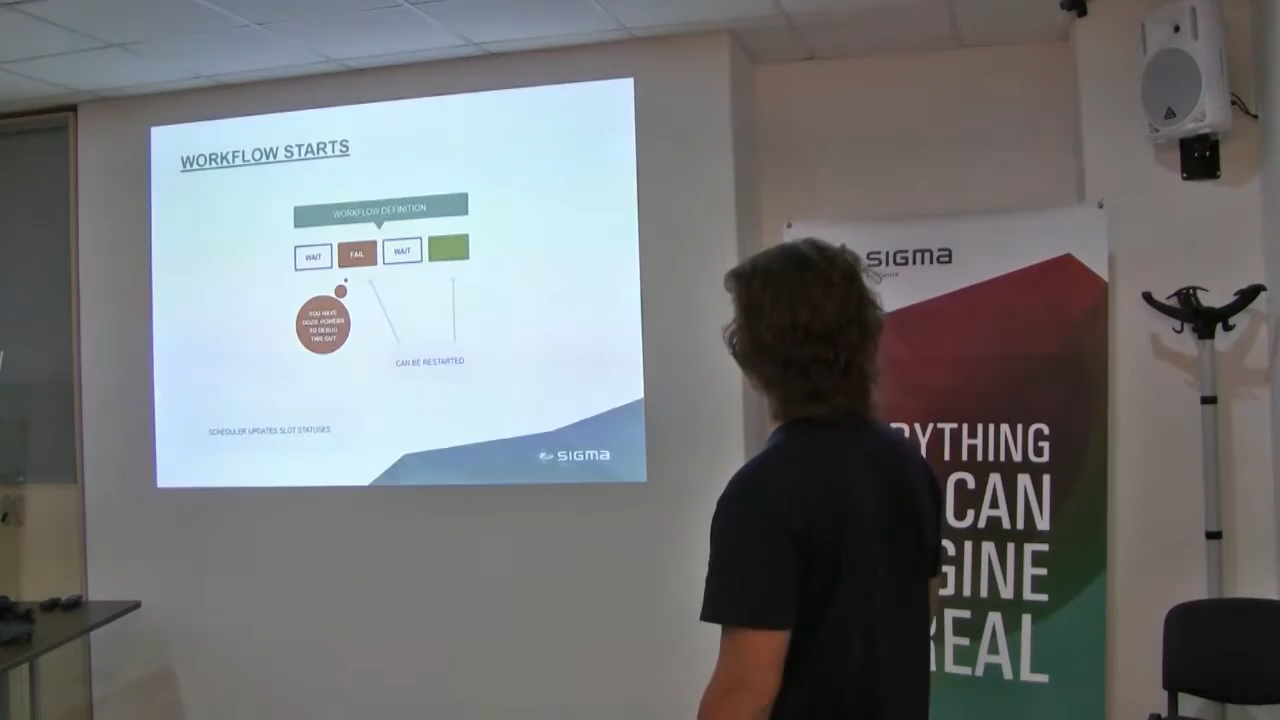 WORKFLOW STARTS
WORKFLOW DEFINITION
WAIT
FAIL
WAIT
YOU HAVE
OOZIE POWERS
TO DEBUG
THIS GUY
CAN BE RESTARTED
SCHEDULER UPDATES SLOT STATUSES
SIGMA
SIGMA
ware
RYTHING
CAN
GINE
REAL